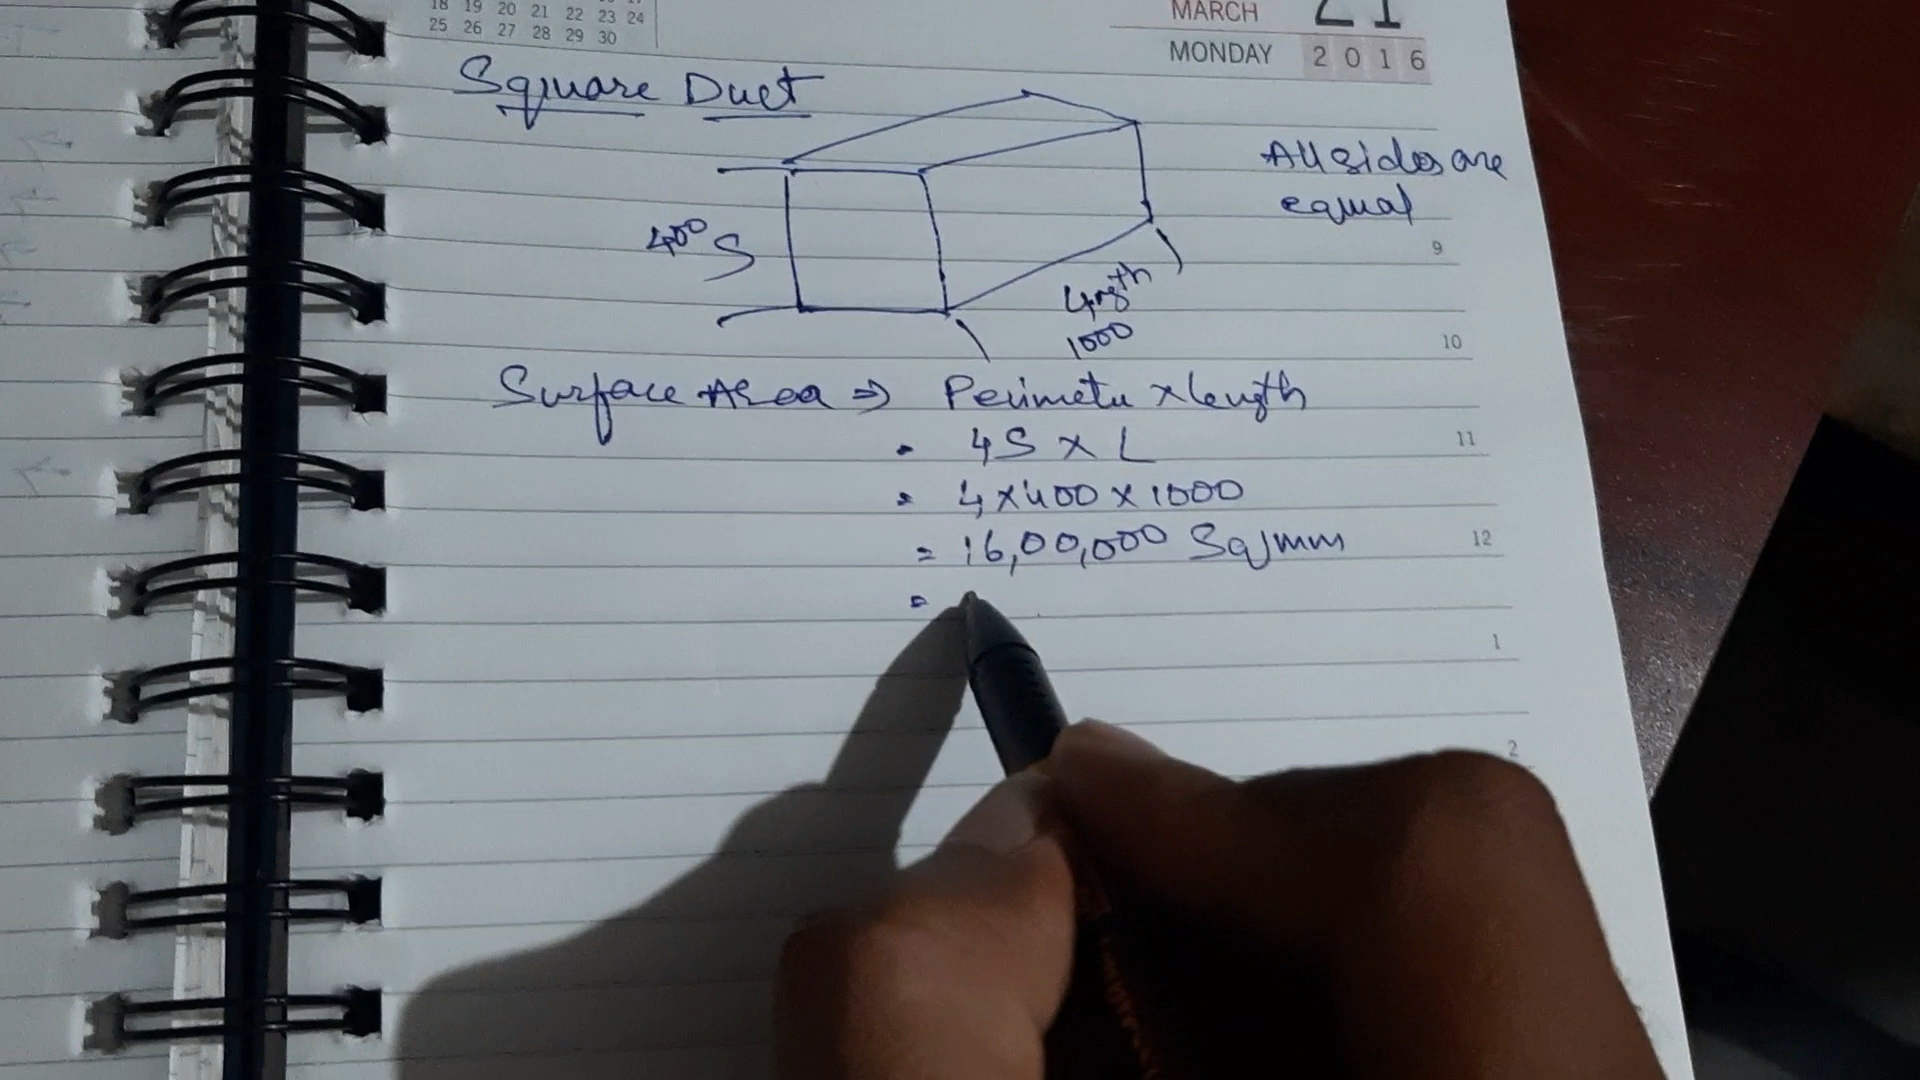 18 19 20 21 22 23 24
25 26 27 28 29 30
MARCH 21
MONDAY 2016
Square Duct
All sides are
equal
400 S
Length
1000
9
10
Surface Area ⇒ Perimeter x length
= 4S x L
11
= 4 x 400 x 1000
= 16,00,000 Sq/mm
12
=
1
2